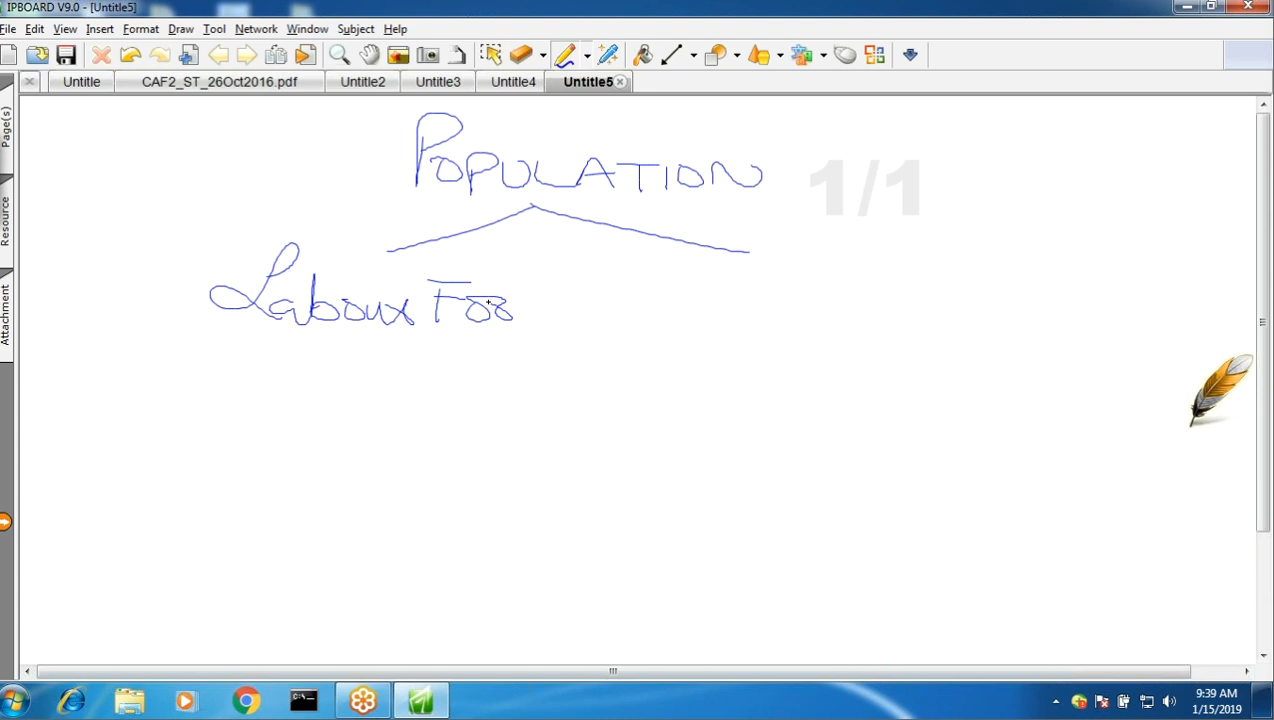 IPBOARD V9.0 - [Untitle5]
File Edit View Insert Format Draw Tool Network Window Subject Help
Untitle CAF2_ST_26Oct2016.pdf Untitle2 Untitle3 Untitle4 Untitle5
Page(s)
Resource
Attachment
POPULATION
1/1
Labour Foo
9:39 AM
1/15/2019